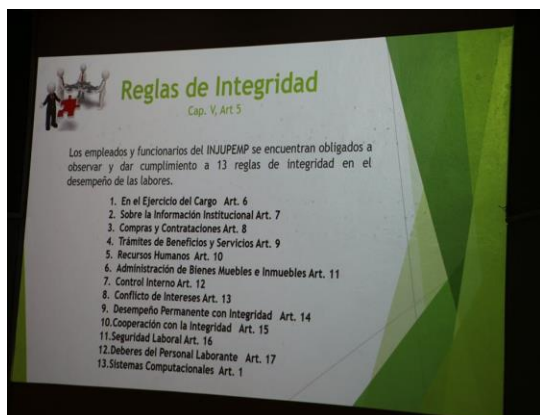 Reglas de Integridad
Cap. V, Art 5
Los empleados y funcionarios del INJUPEMP se encuentran obligados a
observar y dar cumplimiento a 13 reglas de integridad en el
desempeño de las labores.
1. En el Ejercicio del Cargo Art. 6
2. Sobre la Información Institucional Art. 7
3. Compras y Contrataciones Art. 8
4. Trámites de Beneficios y Servicios Art. 9
5. Recursos Humanos Art. 10
6. Administración de Bienes Muebles e Inmuebles Art. 11
7. Control Interno Art. 12
8. Conflicto de Intereses Art. 13
9. Desempeño Permanente con Integridad Art. 14
10.Cooperación con la Integridad Art. 15
11.Seguridad Laboral Art. 16
12.Deberes del Personal Laborante Art. 17
13.Sistemas Computacionales Art. 1